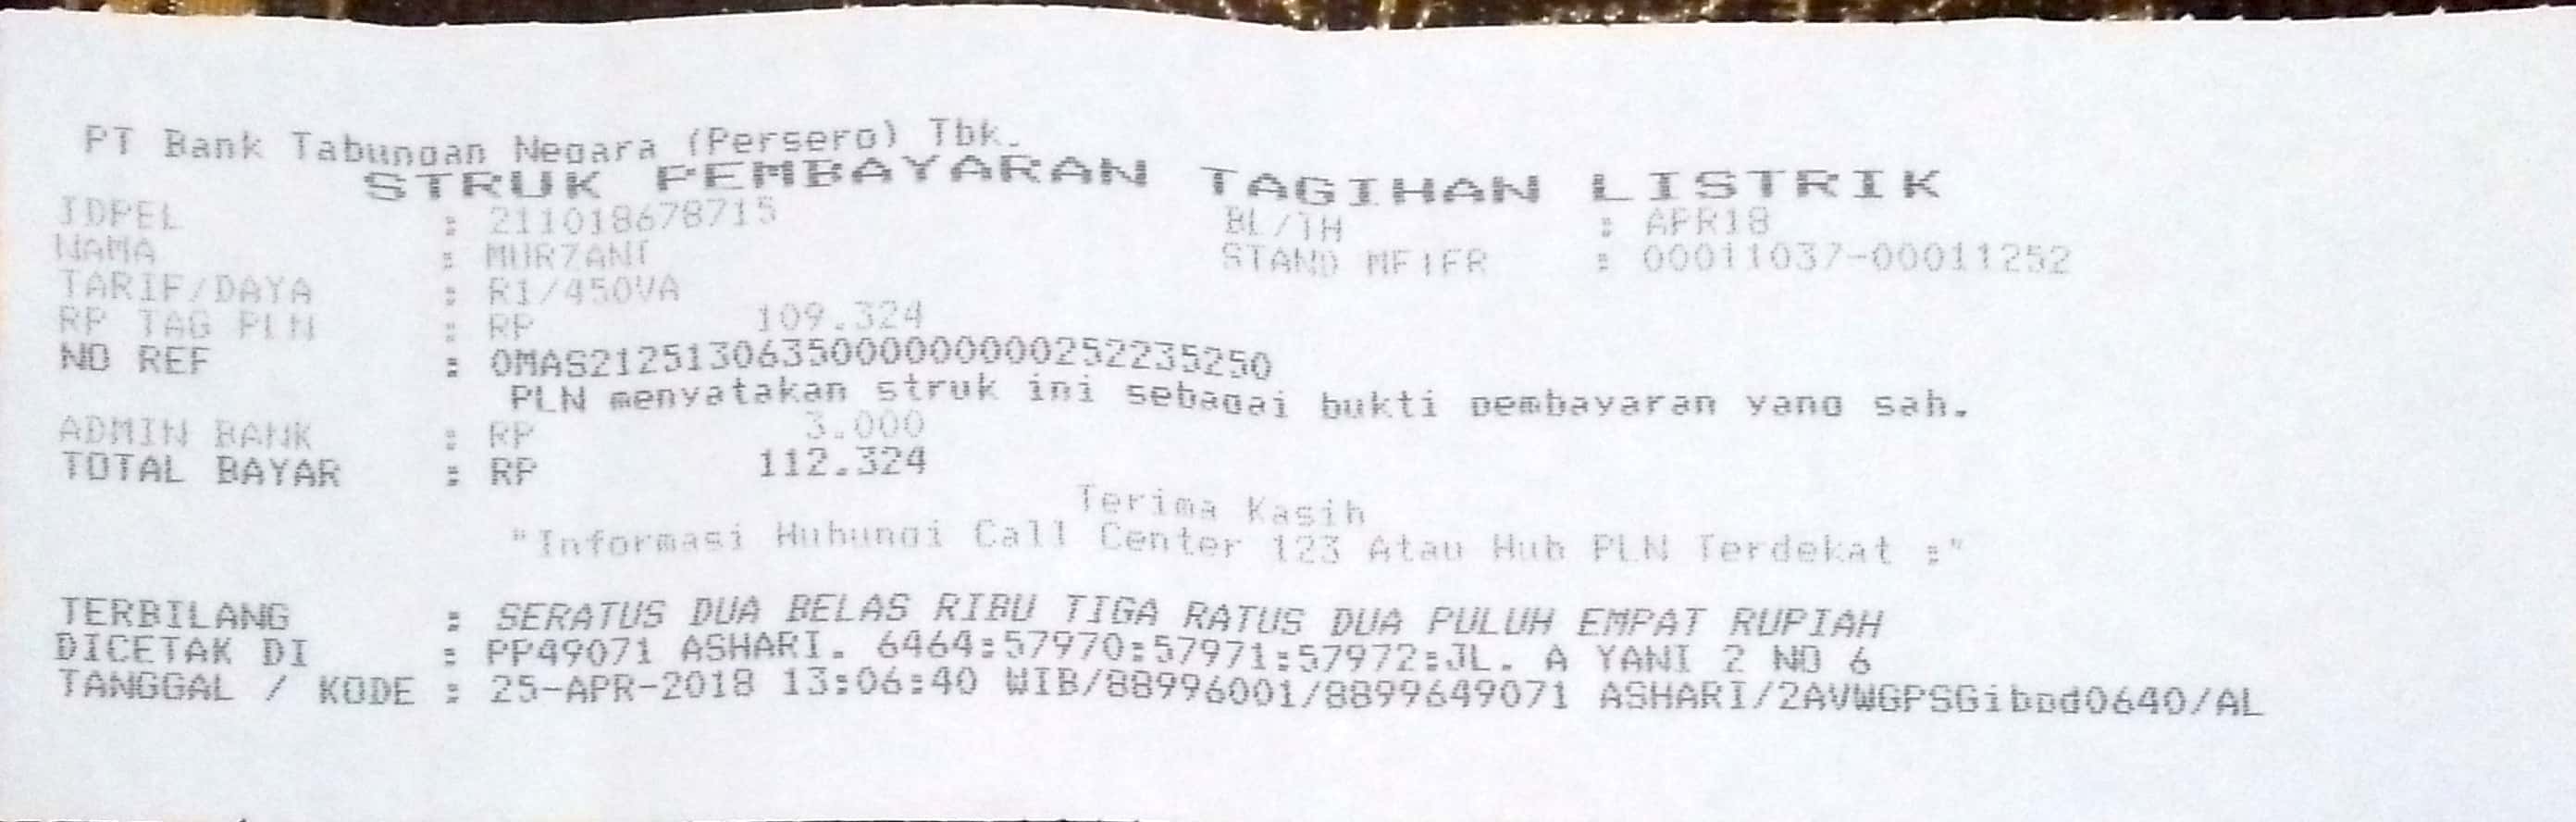 PT Bank Tabungan Negara (Persero) Tbk.
STRUK PEMBAYARAN TAGIHAN LISTRIK
IDPEL : 211018678715 BL/TH : APR18
NAMA : MURZANI STAND METER : 00011037-00011252
TARIF/DAYA : R1/450VA
RP TAG PLN : RP 109.324
NO REF : 0MAS21251306350000000000252235250
PLN menyatakan struk ini sebagai bukti pembayaran yang sah.
ADMIN BANK : RP 3.000
TOTAL BAYAR : RP 112.324
Terima Kasih
"Informasi Hubungi Call Center 123 Atau Hub PLN Terdekat :"
TERBILANG : SERATUS DUA BELAS RIBU TIGA RATUS DUA PULUH EMPAT RUPIAH
DICETAK DI : PP49071 ASHARI. 6464:57970:57971:57972:JL. A YANI 2 NO 6
TANGGAL / KODE : 25-APR-2018 13:06:40 WIB/88996001/8899649071 ASHARI/2AVWGPSGibpd0640/AL